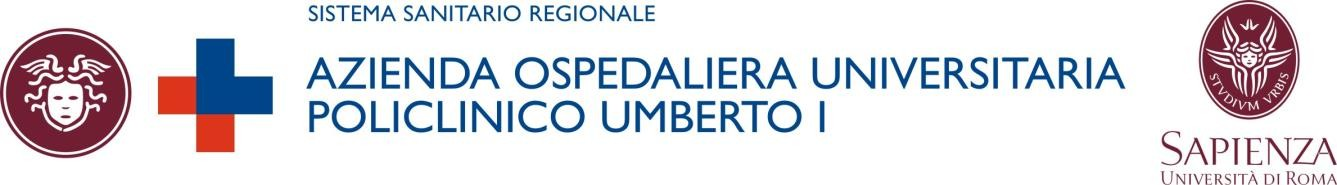 SISTEMA SANITARIO REGIONALE
AZIENDA OSPEDALIERA UNIVERSITARIA
POLICLINICO UMBERTO I
STVDIVM VRBIS
SAPIENZA
UNIVERSITÀ DI ROMA